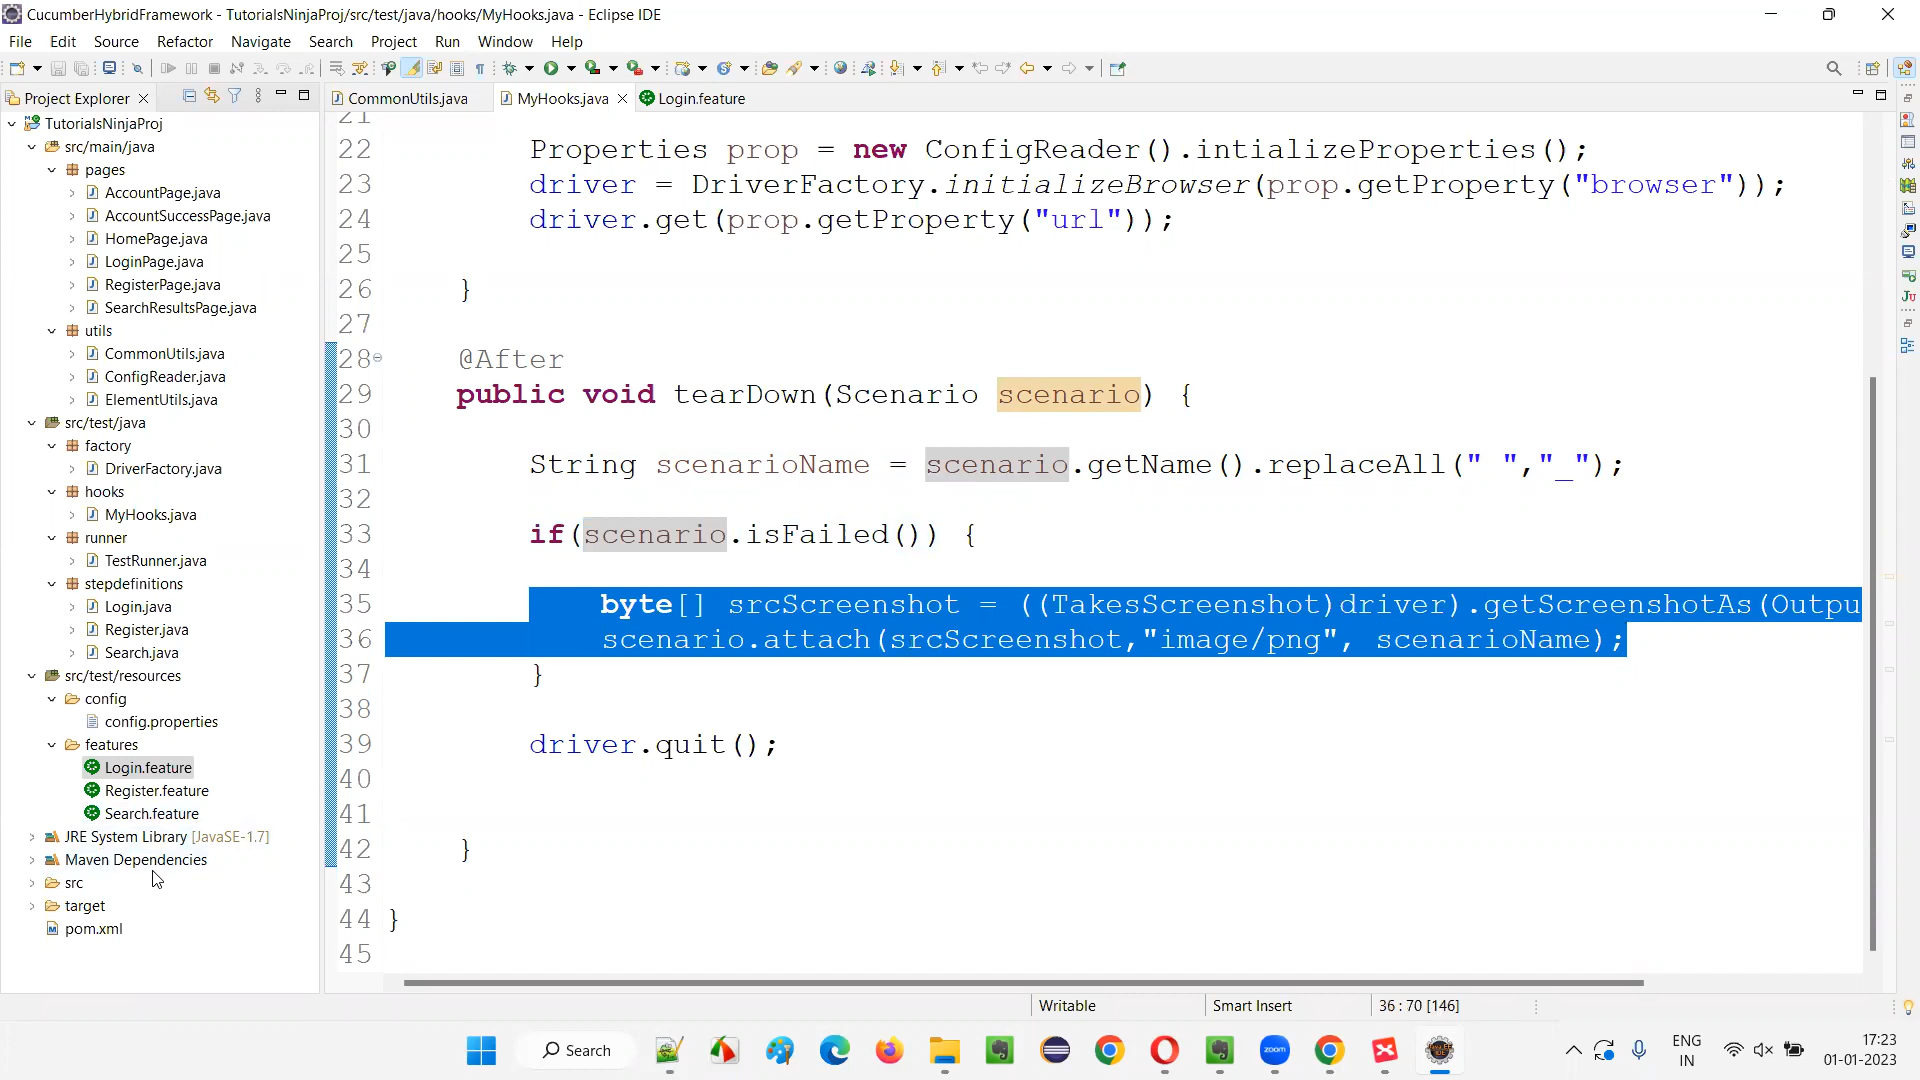 CucumberHybridFramework - TutorialsNinjaProj/src/test/java/hooks/MyHooks.java - Eclipse IDE
File Edit Source Refactor Navigate Search Project Run Window Help
Project Explorer
CommonUtils.java MyHooks.java Login.feature
TutorialsNinjaProj
src/main/java
pages
AccountPage.java
AccountSuccessPage.java
HomePage.java
LoginPage.java
RegisterPage.java
SearchResultsPage.java
utils
CommonUtils.java
ConfigReader.java
ElementUtils.java
src/test/java
factory
DriverFactory.java
hooks
MyHooks.java
runner
TestRunner.java
stepdefinitions
Login.java
Register.java
Search.java
src/test/resources
config
config.properties
features
Login.feature
Register.feature
Search.feature
JRE System Library [JavaSE-1.7]
Maven Dependencies
src
target
pom.xml
21
22 Properties prop = new ConfigReader().intializeProperties();
23 driver = DriverFactory.initializeBrowser(prop.getProperty("browser"));
24 driver.get(prop.getProperty("url"));
25
26 }
27
28 @After
29 public void tearDown(Scenario scenario) {
30
31 String scenarioName = scenario.getName().replaceAll(" ","_");
32
33 if(scenario.isFailed()) {
34
35 byte[] srcScreenshot = ((TakesScreenshot)driver).getScreenshotAs(Outpu
36 scenario.attach(srcScreenshot,"image/png", scenarioName);
37 }
38
39 driver.quit();
40
41
42 }
43
44 }
45
Writable Smart Insert 36 : 70 [146]
Search
zoom
ENG
IN
17:23
01-01-2023